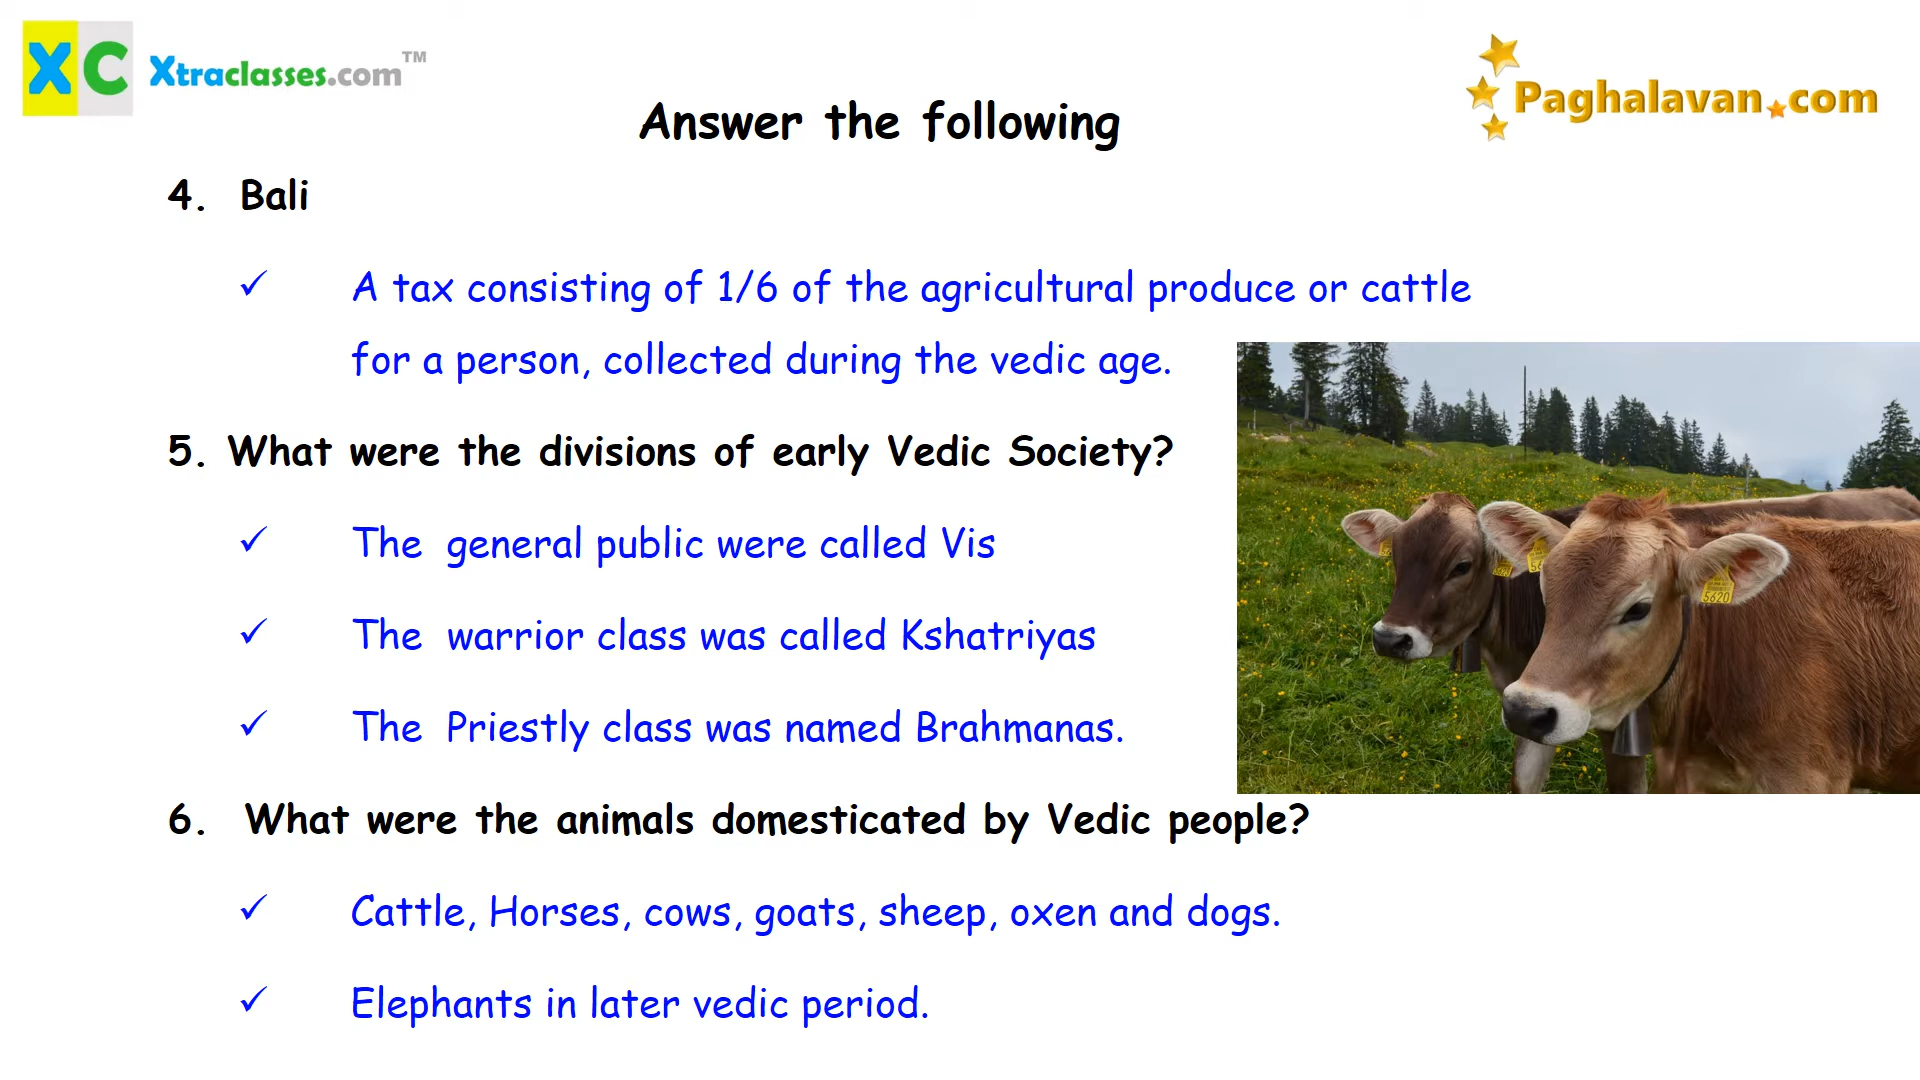 XC Xtraclasses.com™
Paghalavan.com
Answer the following
4. Bali
✓ A tax consisting of 1/6 of the agricultural produce or cattle
for a person, collected during the vedic age.
5. What were the divisions of early Vedic Society?
✓ The general public were called Vis
✓ The warrior class was called Kshatriyas
✓ The Priestly class was named Brahmanas.
6. What were the animals domesticated by Vedic people?
✓ Cattle, Horses, cows, goats, sheep, oxen and dogs.
✓ Elephants in later vedic period.
5620